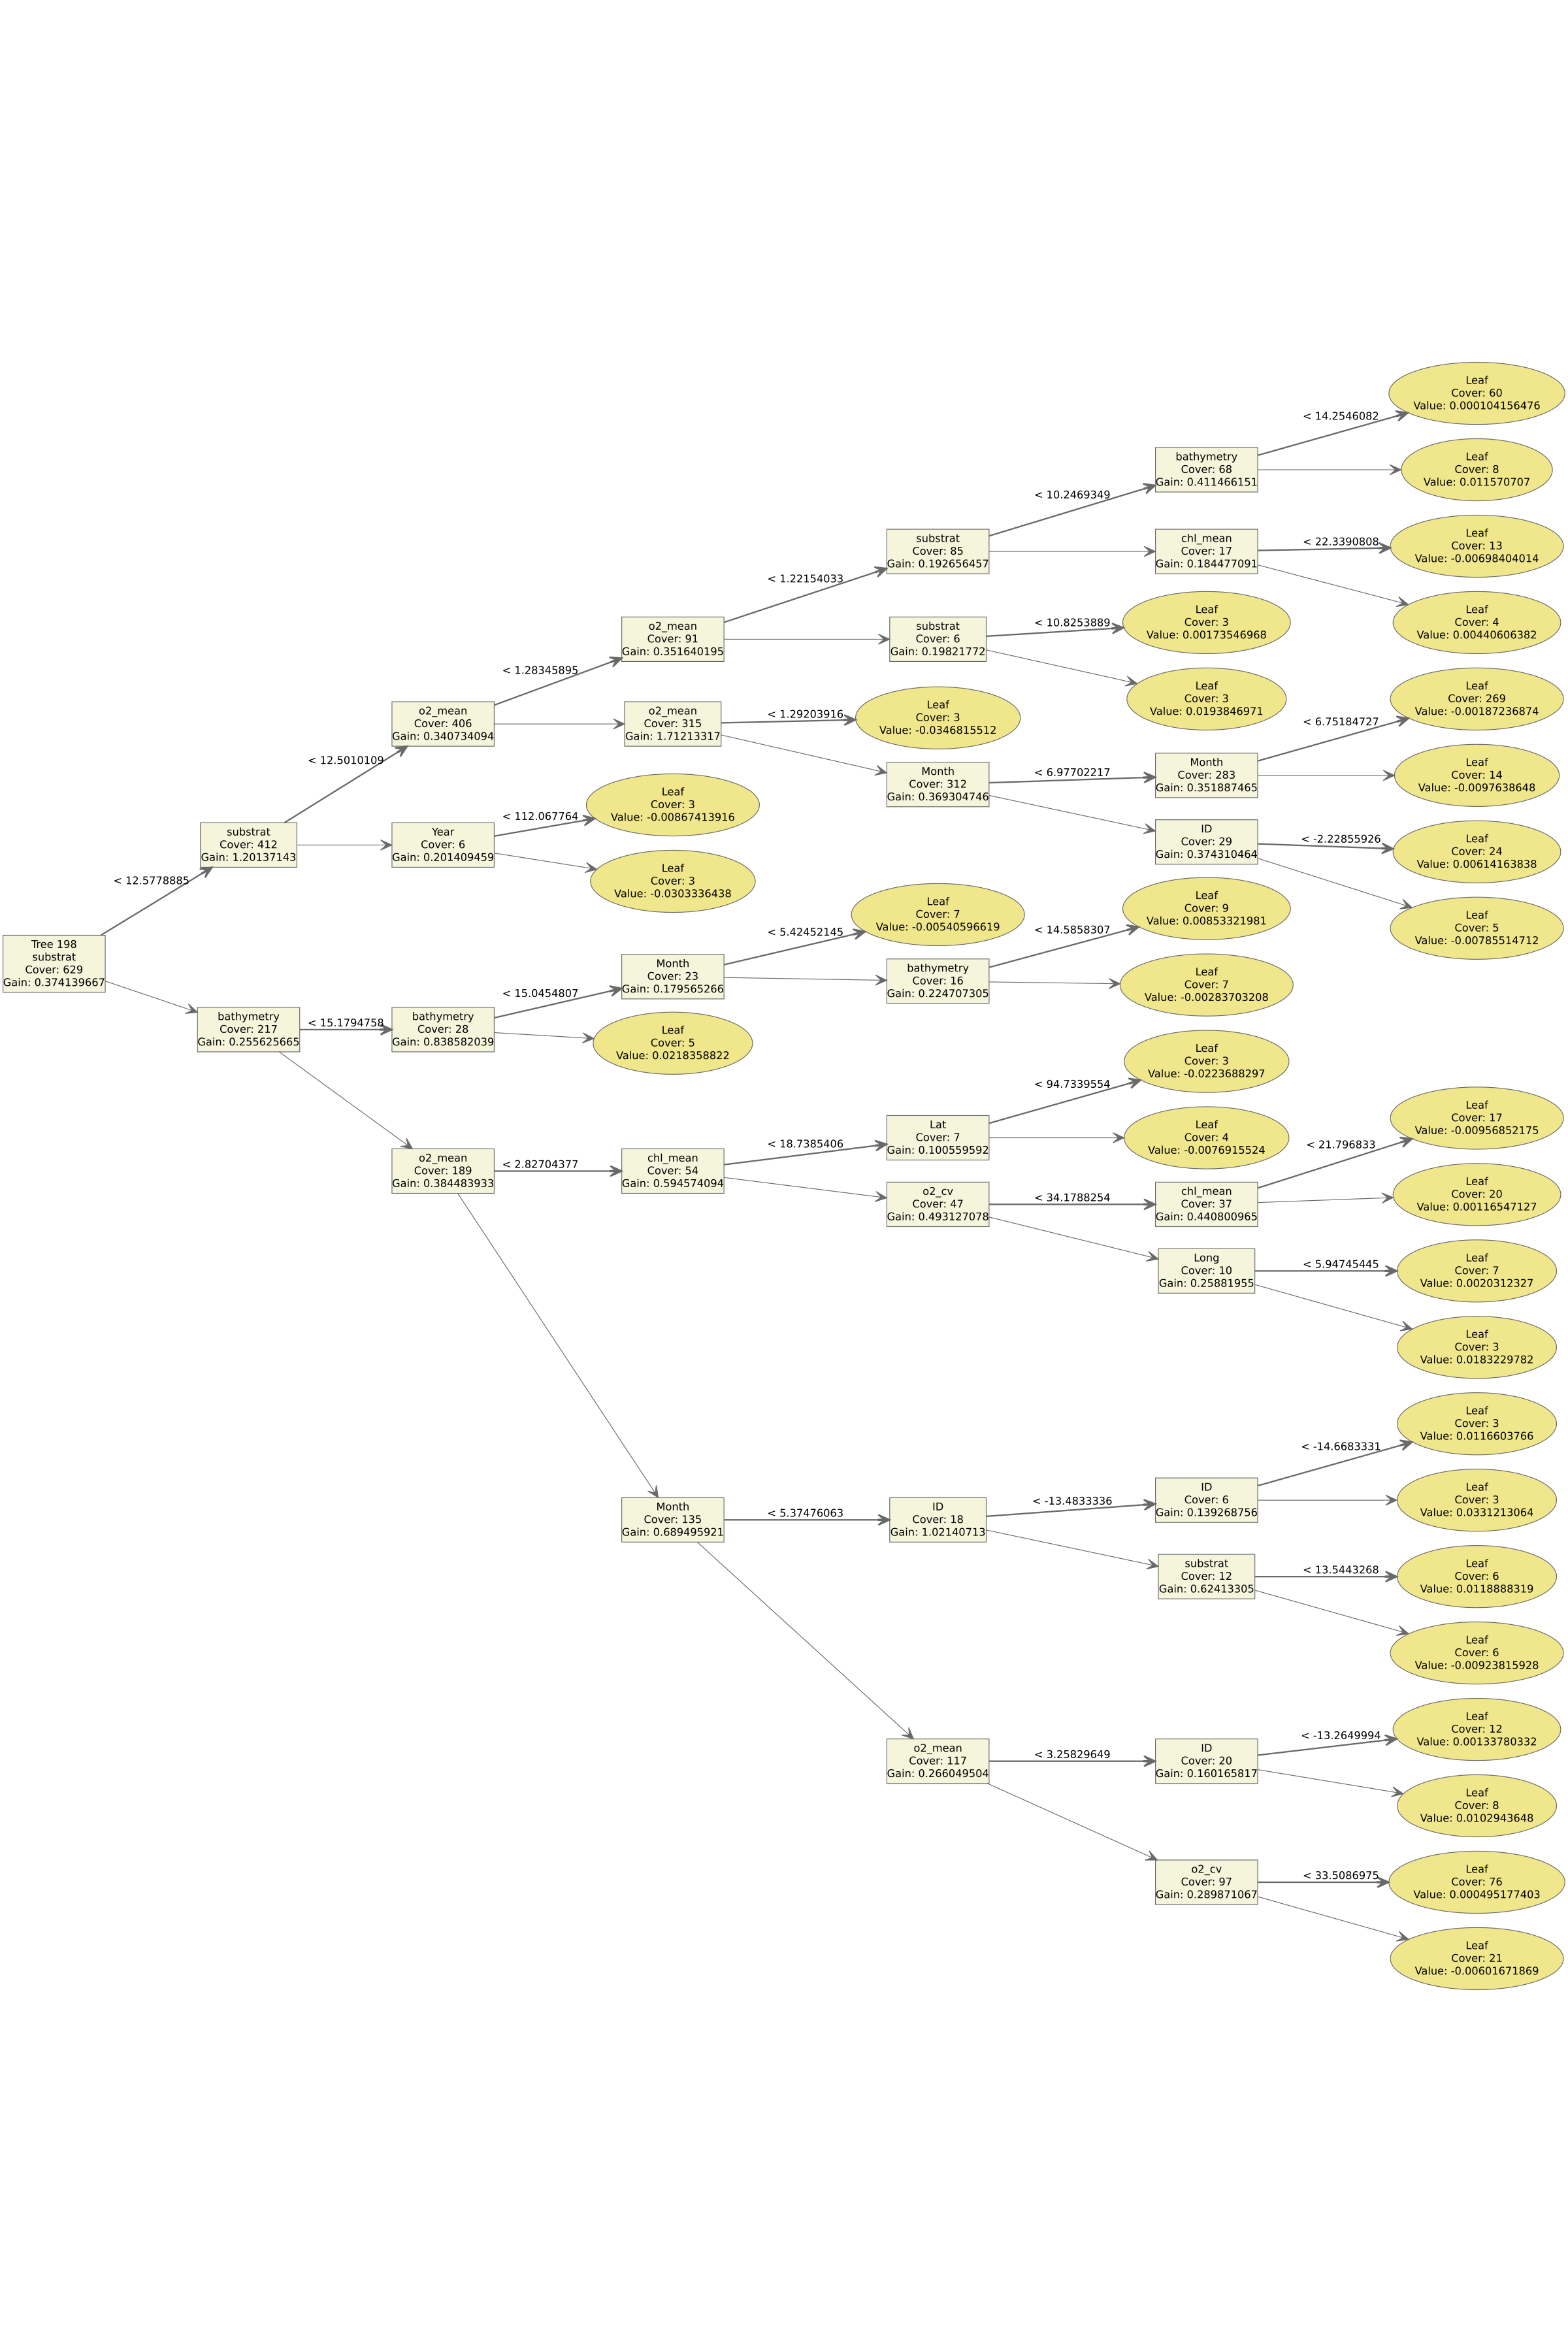 Tree 198
substrat
Cover: 629
Gain: 0.374139667
< 12.5778885
substrat
Cover: 412
Gain: 1.20137143
bathymetry
Cover: 217
Gain: 0.255625665
< 12.5010109
< 15.1794758
o2_mean
Cover: 406
Gain: 0.340734094
Year
Cover: 6
Gain: 0.201409459
bathymetry
Cover: 28
Gain: 0.838582039
o2_mean
Cover: 189
Gain: 0.384483933
< 1.28345895
< 112.067764
< 15.0454807
< 2.82704377
o2_mean
Cover: 91
Gain: 0.351640195
o2_mean
Cover: 315
Gain: 1.71213317
Leaf
Cover: 3
Value: -0.00867413916
Leaf
Cover: 3
Value: -0.0303336438
Month
Cover: 23
Gain: 0.179565266
Leaf
Cover: 5
Value: 0.0218358822
chl_mean
Cover: 54
Gain: 0.594574094
Month
Cover: 135
Gain: 0.689495921
< 1.22154033
< 1.29203916
< 5.42452145
< 18.7385406
< 5.37476063
substrat
Cover: 85
Gain: 0.192656457
substrat
Cover: 6
Gain: 0.19821772
Leaf
Cover: 3
Value: -0.0346815512
Month
Cover: 312
Gain: 0.369304746
Leaf
Cover: 7
Value: -0.00540596619
bathymetry
Cover: 16
Gain: 0.224707305
Lat
Cover: 7
Gain: 0.100559592
o2_cv
Cover: 47
Gain: 0.493127078
ID
Cover: 18
Gain: 1.02140713
o2_mean
Cover: 117
Gain: 0.266049504
< 10.2469349
< 10.8253889
< 6.97702217
< 14.5858307
< 94.7339554
< 34.1788254
< -13.4833336
< 3.25829649
bathymetry
Cover: 68
Gain: 0.411466151
chl_mean
Cover: 17
Gain: 0.184477091
Leaf
Cover: 3
Value: 0.00173546968
Leaf
Cover: 3
Value: 0.0193846971
Month
Cover: 283
Gain: 0.351887465
ID
Cover: 29
Gain: 0.374310464
Leaf
Cover: 9
Value: 0.00853321981
Leaf
Cover: 7
Value: -0.00283703208
Leaf
Cover: 3
Value: -0.0223688297
Leaf
Cover: 4
Value: -0.0076915524
chl_mean
Cover: 37
Gain: 0.440800965
Long
Cover: 10
Gain: 0.25881955
ID
Cover: 6
Gain: 0.139268756
substrat
Cover: 12
Gain: 0.62413305
ID
Cover: 20
Gain: 0.160165817
o2_cv
Cover: 97
Gain: 0.289871067
< 14.2546082
< 22.3390808
< 6.75184727
< -2.22855926
< 21.796833
< 5.94745445
< -14.6683331
< 13.5443268
< -13.2649994
< 33.5086975
Leaf
Cover: 60
Value: 0.000104156476
Leaf
Cover: 8
Value: 0.011570707
Leaf
Cover: 13
Value: -0.00698404014
Leaf
Cover: 4
Value: 0.00440606382
Leaf
Cover: 269
Value: -0.00187236874
Leaf
Cover: 14
Value: -0.0097638648
Leaf
Cover: 24
Value: 0.00614163838
Leaf
Cover: 5
Value: -0.00785514712
Leaf
Cover: 17
Value: -0.00956852175
Leaf
Cover: 20
Value: 0.00116547127
Leaf
Cover: 7
Value: 0.0020312327
Leaf
Cover: 3
Value: 0.0183229782
Leaf
Cover: 3
Value: 0.0116603766
Leaf
Cover: 3
Value: 0.0331213064
Leaf
Cover: 6
Value: 0.0118888319
Leaf
Cover: 6
Value: -0.00923815928
Leaf
Cover: 12
Value: 0.00133780332
Leaf
Cover: 8
Value: 0.0102943648
Leaf
Cover: 76
Value: 0.000495177403
Leaf
Cover: 21
Value: -0.00601671869